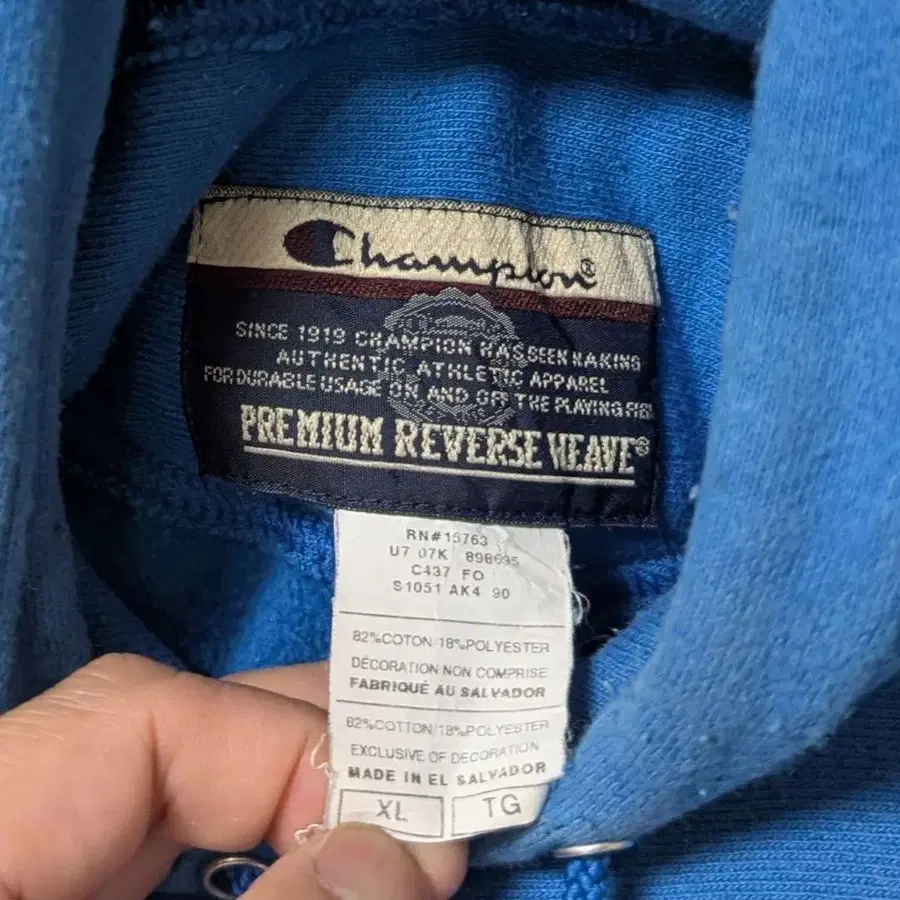 Champion®
SINCE 1919 CHAMPION HAS BEEN MAKING
AUTHENTIC ATHLETIC APPAREL
FOR DURABLE USAGE ON AND OFF THE PLAYING
PREMIUM REVERSE WEAVE®
RN#15763
U7 07K 898695
C437 FO
S1051 AK4 90
82%COTON/18%POLYESTER
DÉCORATION NON COMPRISE
FABRIQUÉ AU SALVADOR
82%COTTON/18%POLYESTER
EXCLUSIVE OF DECORATION
MADE IN EL SALVADOR
XL TG